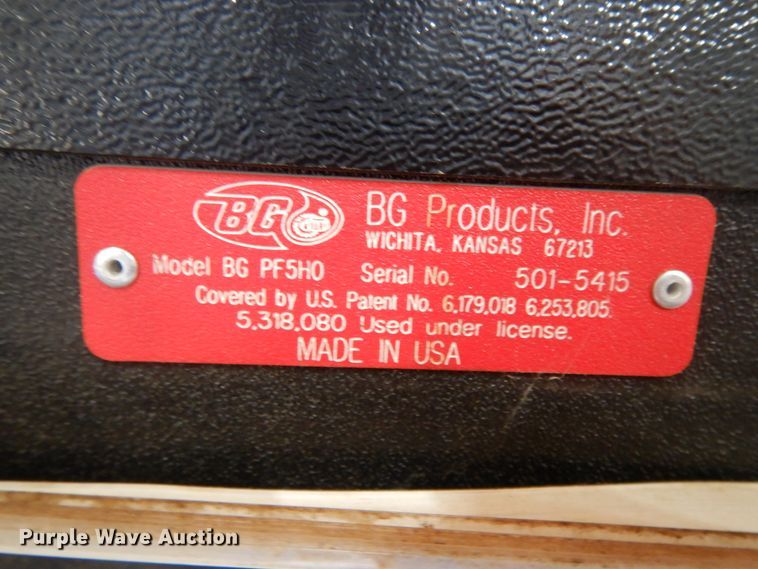 BG
BG Products, Inc.
WICHITA, KANSAS 67213
Model BG PF5HO Serial No. 501-5415
Covered by U.S. Patent No. 6,179,018 6,253,805,
5,318,080 Used under license.
MADE IN USA
Purple Wave Auction